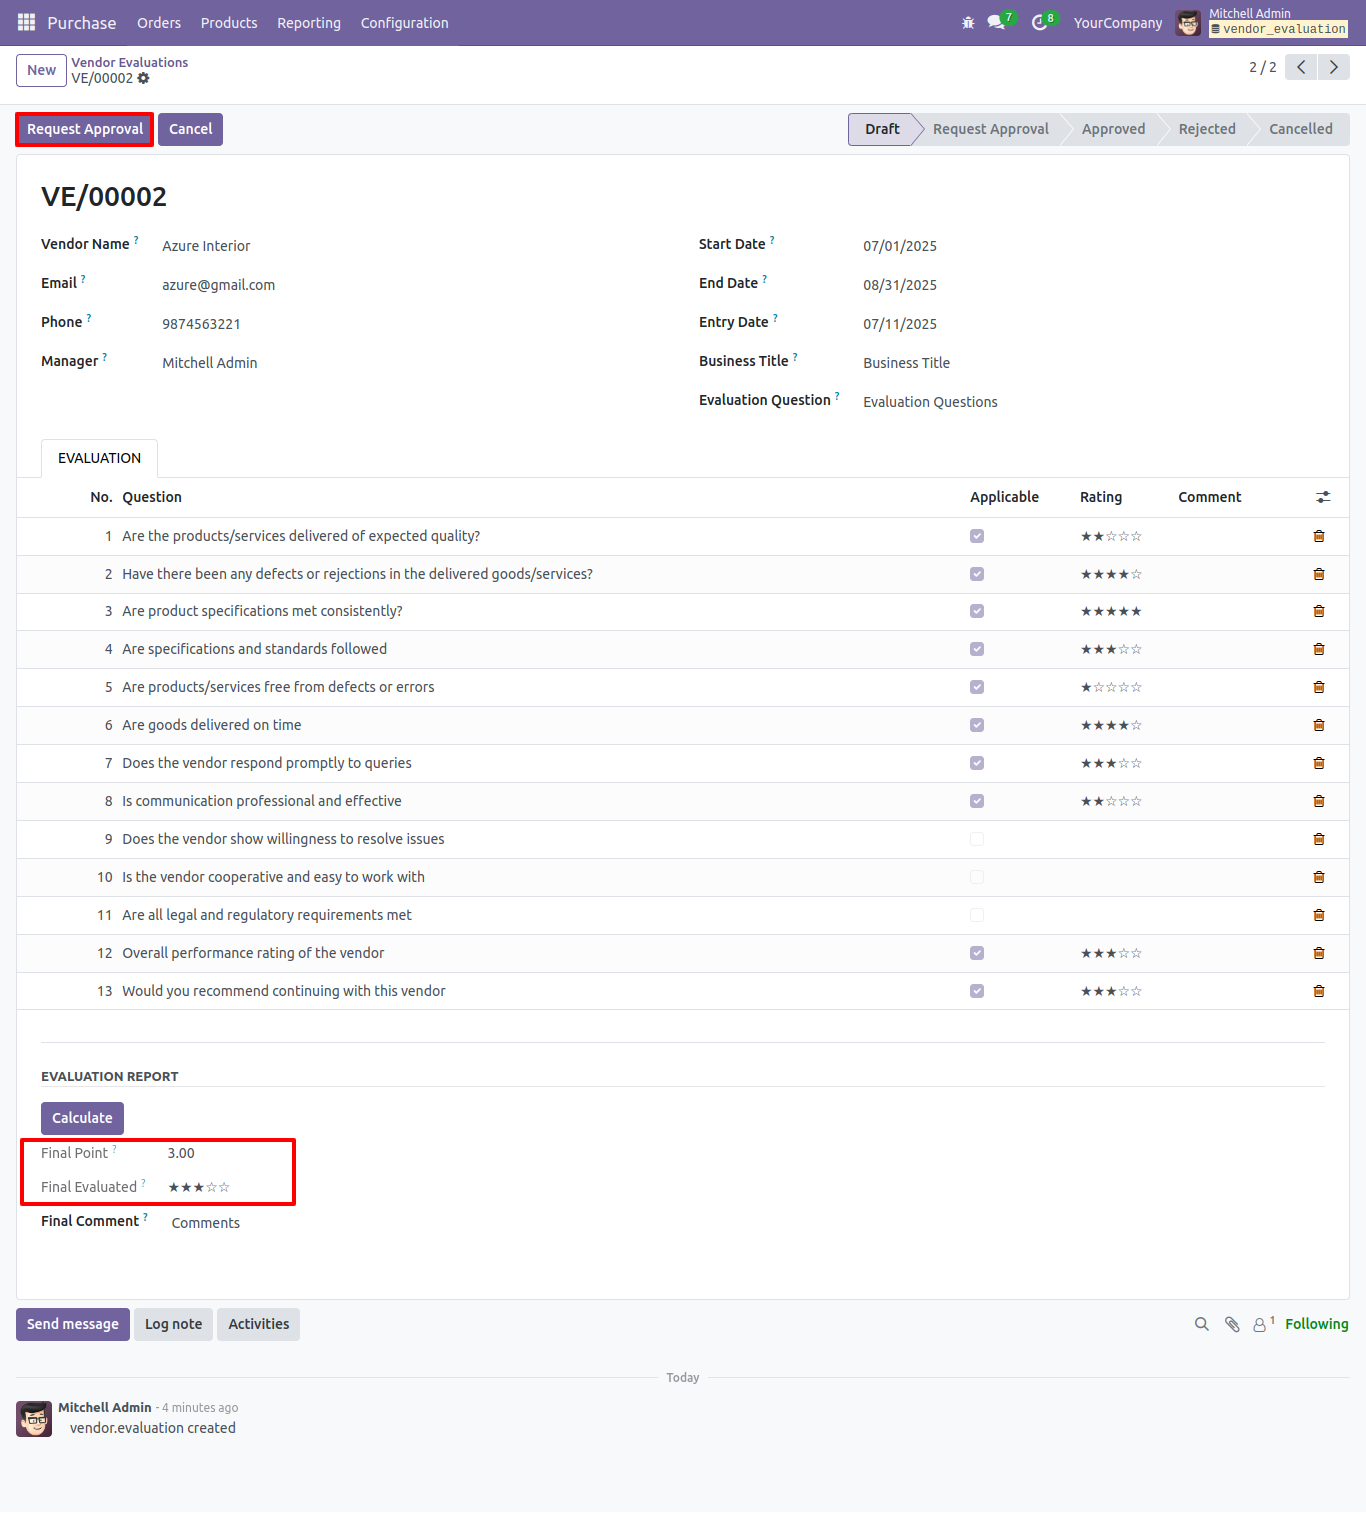 Purchase Orders Products Reporting Configuration 7 8 YourCompany Mitchell Admin
vendor_evaluation
New Vendor Evaluations
VE/00002 2 / 2
Request Approval Cancel Draft Request Approval Approved Rejected Cancelled
VE/00002
Vendor Name ? Azure Interior Start Date ? 07/01/2025
Email ? azure@gmail.com End Date ? 08/31/2025
Phone ? 9874563221 Entry Date ? 07/11/2025
Manager ? Mitchell Admin Business Title ? Business Title
Evaluation Question ? Evaluation Questions
EVALUATION
No. Question Applicable Rating Comment
1 Are the products/services delivered of expected quality? ★★☆☆☆
2 Have there been any defects or rejections in the delivered goods/services? ★★★★☆
3 Are product specifications met consistently? ★★★★★
4 Are specifications and standards followed ★★★☆☆
5 Are products/services free from defects or errors ★☆☆☆☆
6 Are goods delivered on time ★★★★☆
7 Does the vendor respond promptly to queries ★★★☆☆
8 Is communication professional and effective ★★☆☆☆
9 Does the vendor show willingness to resolve issues
10 Is the vendor cooperative and easy to work with
11 Are all legal and regulatory requirements met
12 Overall performance rating of the vendor ★★★☆☆
13 Would you recommend continuing with this vendor ★★★☆☆
EVALUATION REPORT
Calculate
Final Point ? 3.00
Final Evaluated ? ★★★☆☆
Final Comment ? Comments
Send message Log note Activities 1 Following
Today
Mitchell Admin - 4 minutes ago
vendor.evaluation created